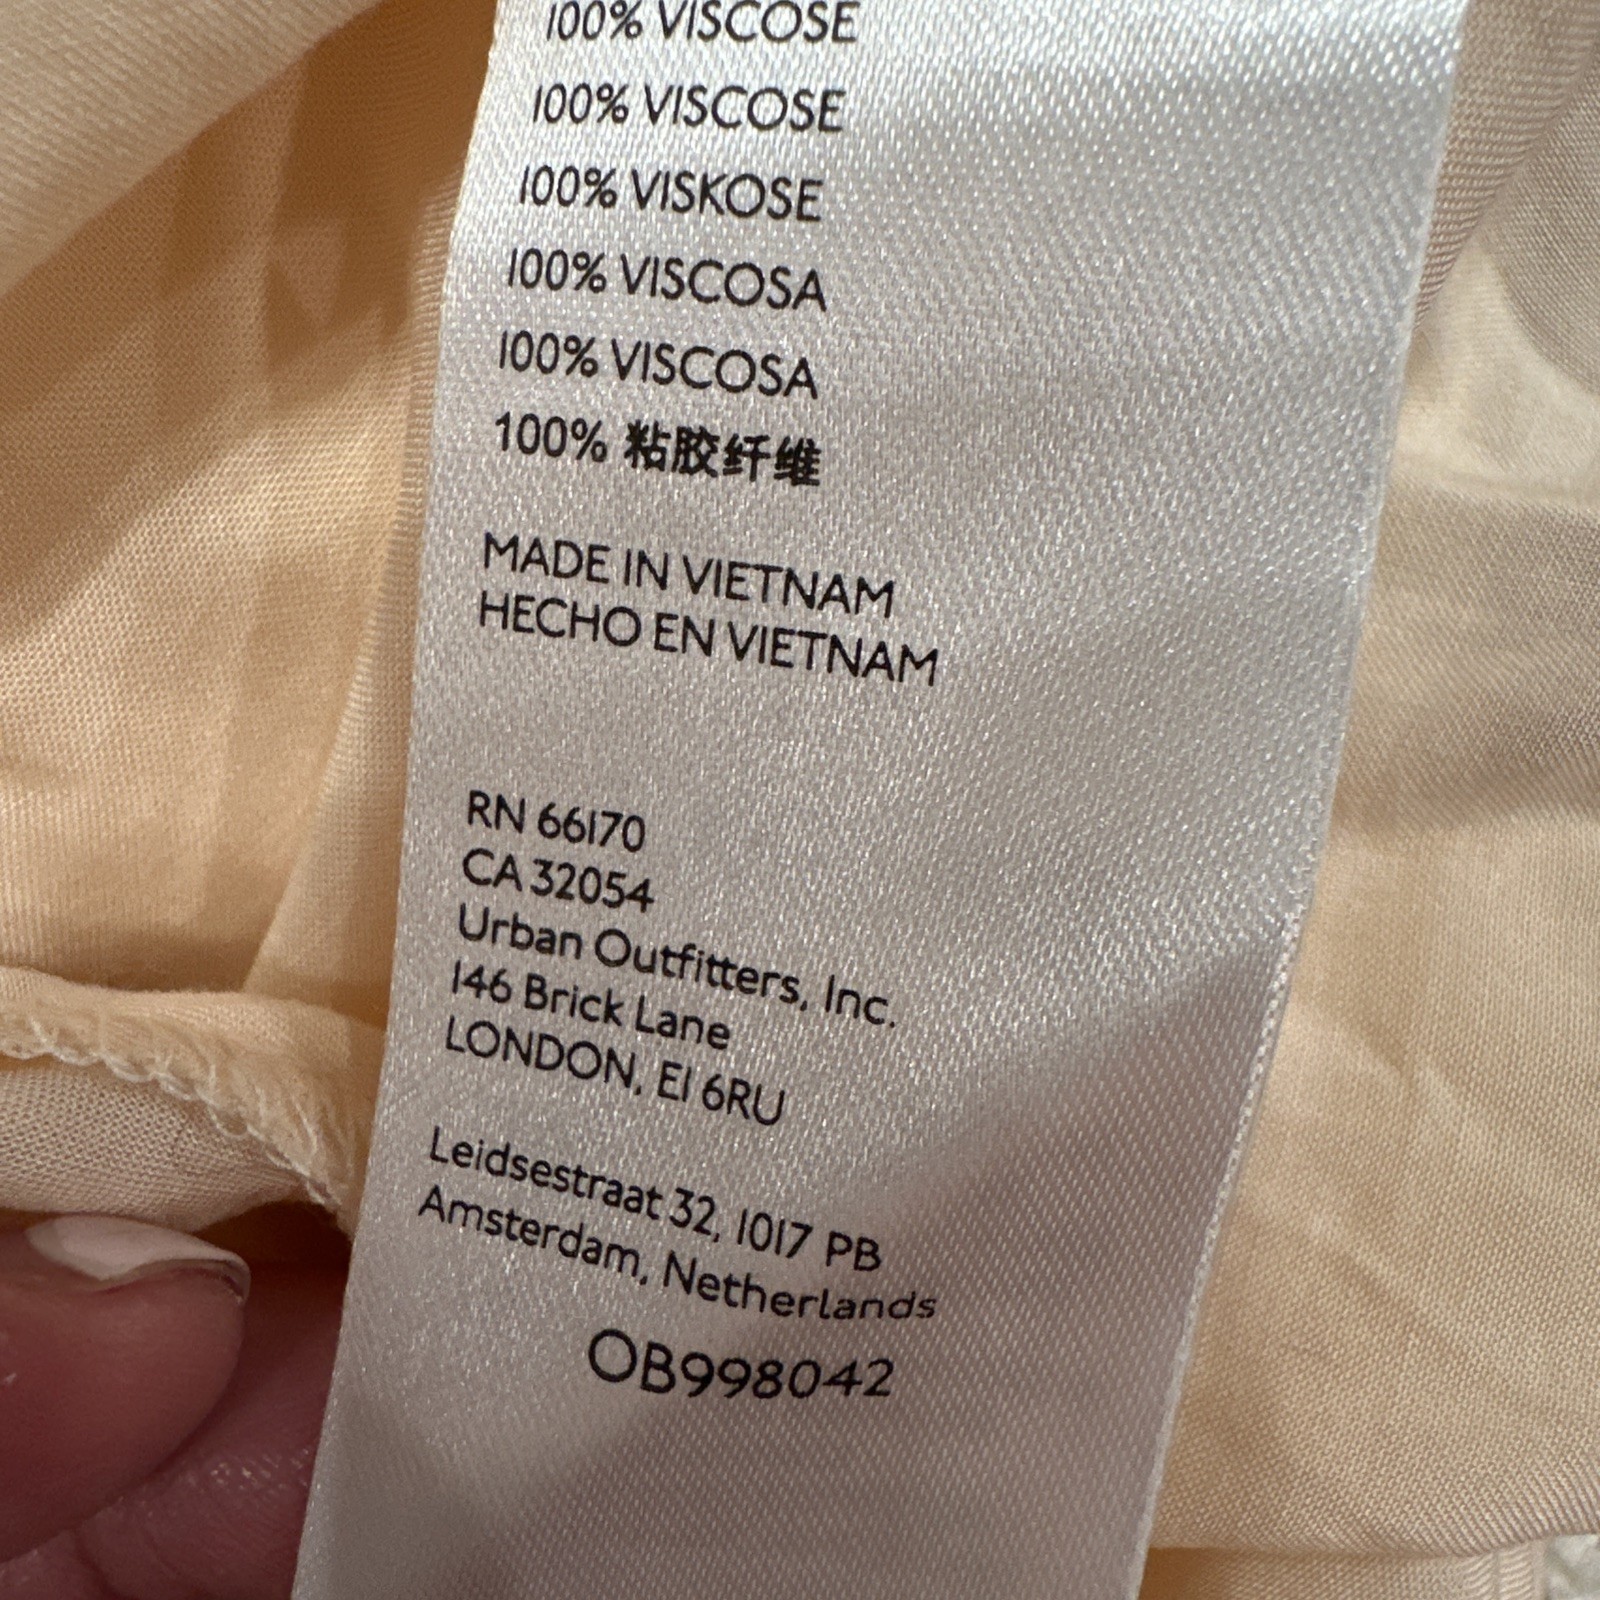 100% VISCOSE
100% VISCOSE
100% VISKOSE
100% VISCOSA
100% VISCOSA
100% 粘胶纤维
MADE IN VIETNAM
HECHO EN VIETNAM
RN 66170
CA 32054
Urban Outfitters, Inc.
146 Brick Lane
LONDON, E1 6RU
Leidsestraat 32, 1017 PB
Amsterdam, Netherlands
OB998042